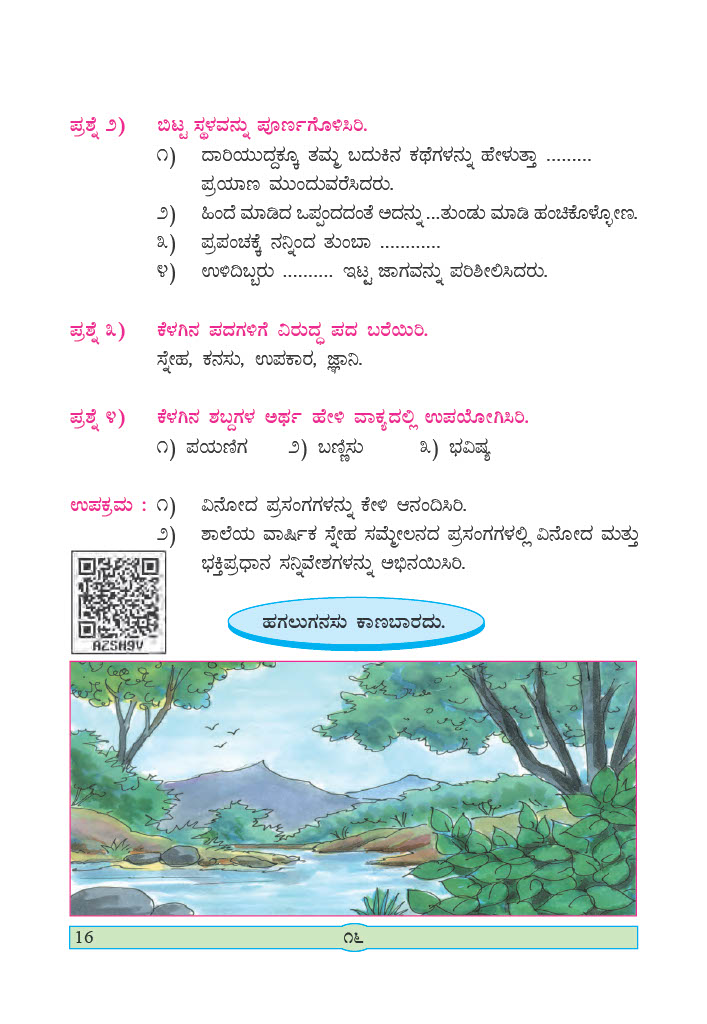 ಪ್ರಶ್ನೆ ೨) ಬಿಟ್ಟ ಸ್ಥಳವನ್ನು ಪೂರ್ಣಗೊಳಿಸಿರಿ.
೧) ದಾರಿಯುದ್ದಕ್ಕೂ ತಮ್ಮ ಬದುಕಿನ ಕಥೆಗಳನ್ನು ಹೇಳುತ್ತಾ .........
ಪ್ರಯಾಣ ಮುಂದುವರೆಸಿದರು.
೨) ಹಿಂದೆ ಮಾಡಿದ ಒಪ್ಪಂದದಂತೆ ಅದನ್ನು ...ತುಂಡು ಮಾಡಿ ಹಂಚಿಕೊಳ್ಳೋಣ.
೩) ಪ್ರಪಂಚಕ್ಕೆ ನನ್ನಿಂದ ತುಂಬಾ ............
೪) ಉಳಿದಿಬ್ಬರು .......... ಇಟ್ಟ ಜಾಗವನ್ನು ಪರಿಶೀಲಿಸಿದರು.
ಪ್ರಶ್ನೆ ೩) ಕೆಳಗಿನ ಪದಗಳಿಗೆ ವಿರುದ್ಧ ಪದ ಬರೆಯಿರಿ.
ಸ್ನೇಹ, ಕನಸು, ಉಪಕಾರ, ಜ್ಞಾನಿ.
ಪ್ರಶ್ನೆ ೪) ಕೆಳಗಿನ ಶಬ್ದಗಳ ಅರ್ಥ ಹೇಳಿ ವಾಕ್ಯದಲ್ಲಿ ಉಪಯೋಗಿಸಿರಿ.
೧) ಪಯಣಿಗ ೨) ಬಣ್ಣಿಸು ೩) ಭವಿಷ್ಯ
ಉಪಕ್ರಮ : ೧) ವಿನೋದ ಪ್ರಸಂಗಗಳನ್ನು ಕೇಳಿ ಆನಂದಿಸಿರಿ.
೨) ಶಾಲೆಯ ವಾರ್ಷಿಕ ಸ್ನೇಹ ಸಮ್ಮೇಲನದ ಪ್ರಸಂಗಗಳಲ್ಲಿ ವಿನೋದ ಮತ್ತು
ಭಕ್ತಿಪ್ರಧಾನ ಸನ್ನಿವೇಶಗಳನ್ನು ಅಭಿನಯಿಸಿರಿ.
AZSH9V
ಹಗಲುಗನಸು ಕಾಣಬಾರದು.
16 ೧೬